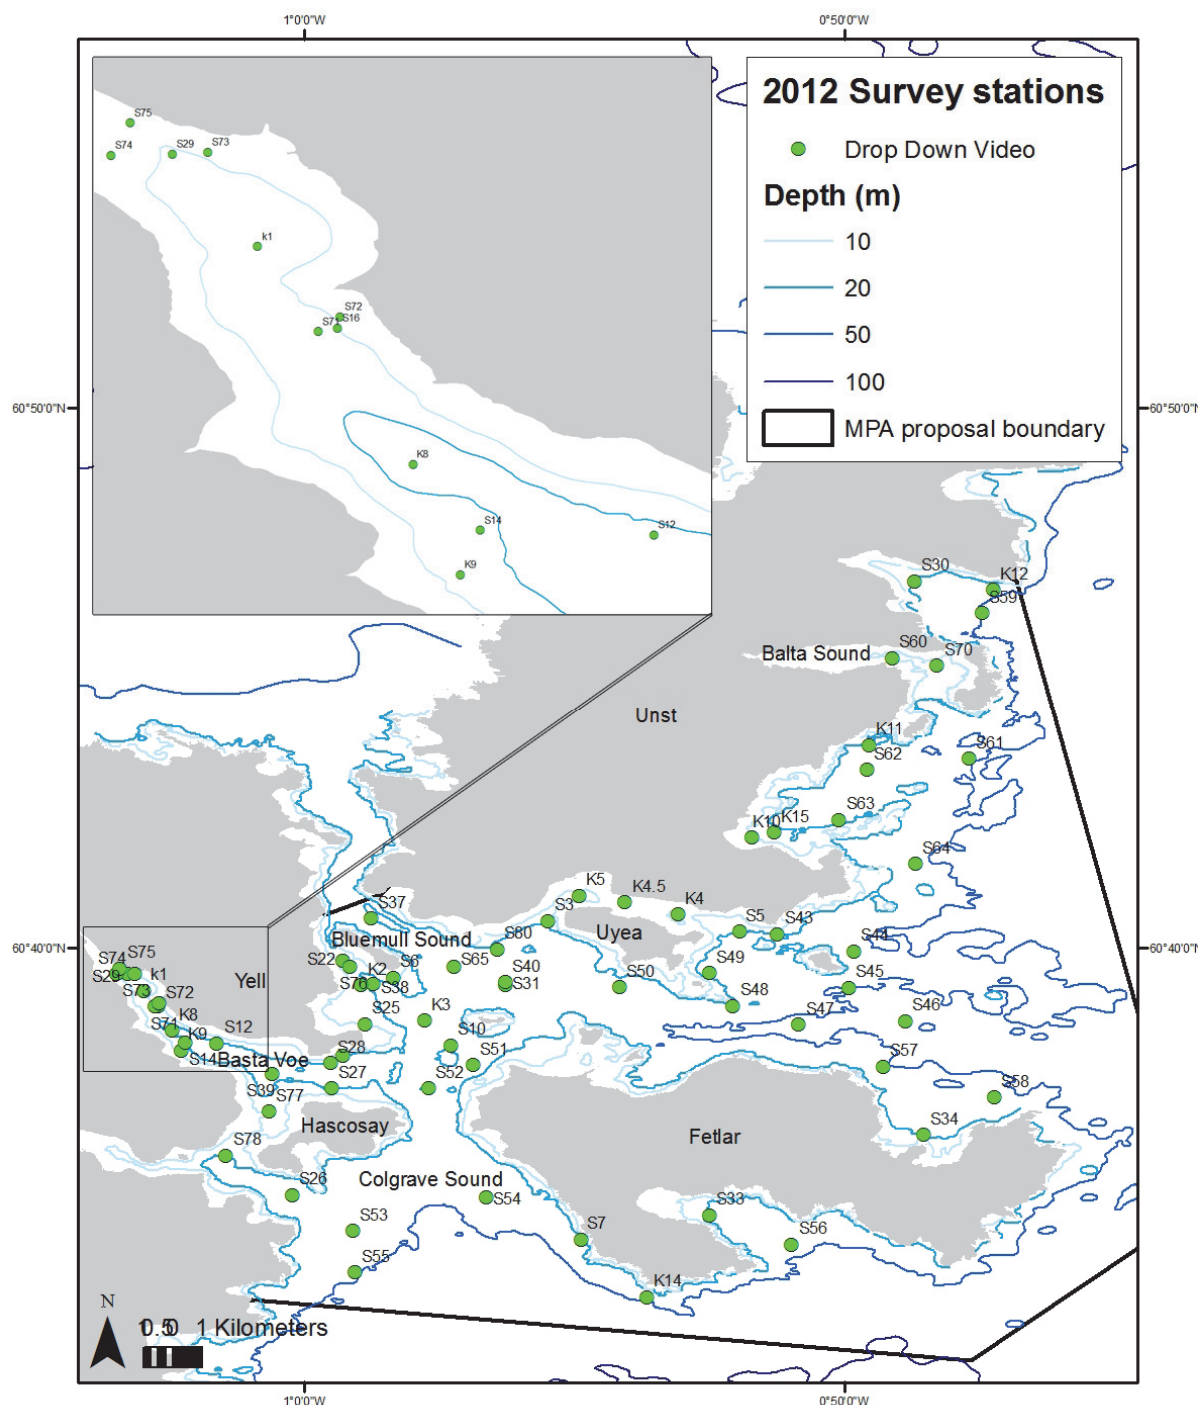 1°0'0"W
0°50'0"W
S75
S74
S29
S73
k1
S72
S71
S16
K8
S14
S12
K9
2012 Survey stations
Drop Down Video
Depth (m)
10
20
50
100
MPA proposal boundary
60°50'0"N
60°50'0"N
S30
K12
S59
Balta Sound
S60
S70
Unst
K11
S62
S61
S63
K10
K15
S64
K5
K4.5
K4
S37
S3
S5
S43
Bluemull Sound
S80
Uyea
60°40'0"N
60°40'0"N
S74
S75
S29
k1
Yell
S22
K2
S6
S65
S40
S50
S49
S44
S73
S72
S76
S38
S31
S45
S71
K8
S25
K3
S48
S47
S46
K9
S12
S10
S14
Basta Voe
S28
S51
S57
S39
S27
S52
S58
S77
Hascosay
Fetlar
S34
S78
Colgrave Sound
S26
S54
S33
S53
S7
S56
S55
K14
N
0 1 Kilometers
1°0'0"W
0°50'0"W